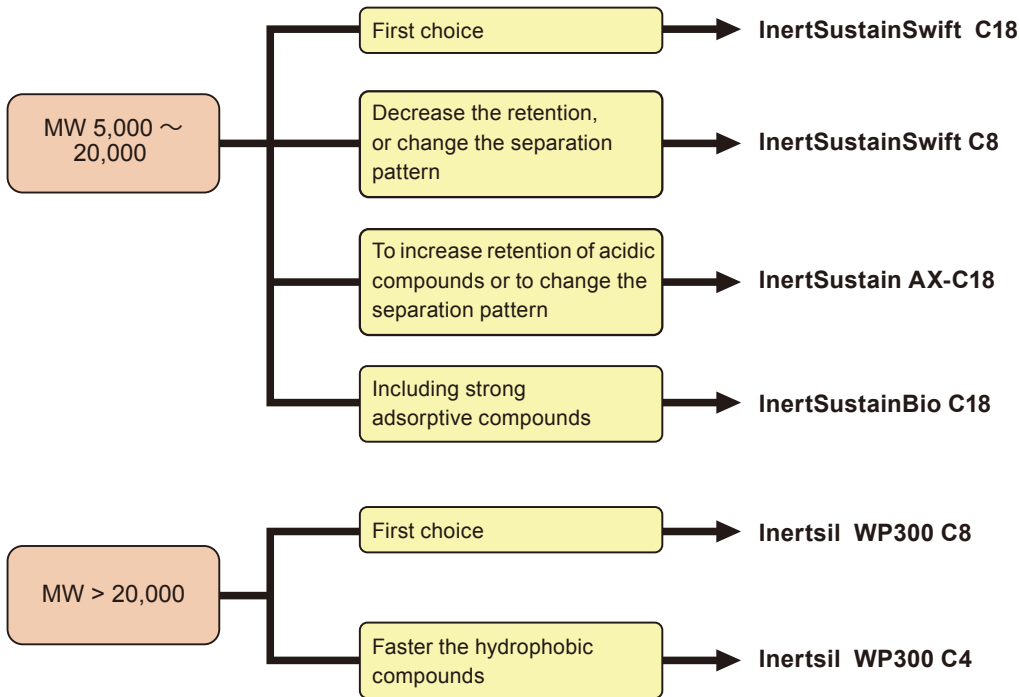 MW 5,000 ～
20,000
First choice
InertSustainSwift  C18
Decrease the retention,
or change the separation
pattern
InertSustainSwift C8
To increase retention of acidic
compounds or to change the
separation pattern
InertSustain AX-C18
Including strong
adsorptive compounds
InertSustainBio C18
MW > 20,000
First choice
Inertsil  WP300 C8
Faster the hydrophobic
compounds
Inertsil  WP300 C4